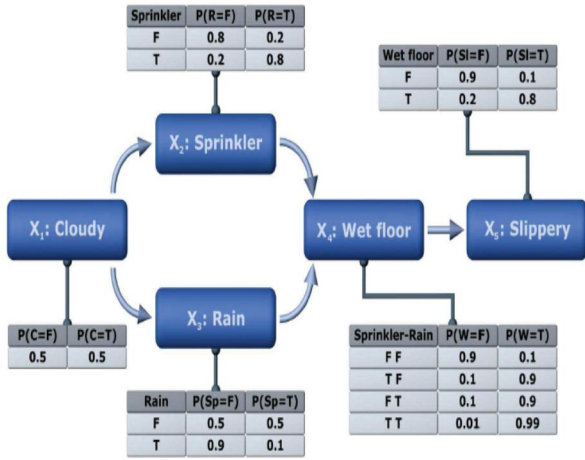 Sprinkler P(R=F) P(R=T)
F 0.8 0.2
T 0.2 0.8
Wet floor P(Sl=F) P(Sl=T)
F 0.9 0.1
T 0.2 0.8
X₂: Sprinkler
X₁: Cloudy
X₄: Wet floor
X₅: Slippery
X₃: Rain
P(C=F) P(C=T)
0.5 0.5
Rain P(Sp=F) P(Sp=T)
F 0.5 0.5
T 0.9 0.1
Sprinkler-Rain P(W=F) P(W=T)
F F 0.9 0.1
T F 0.1 0.9
F T 0.1 0.9
T T 0.01 0.99